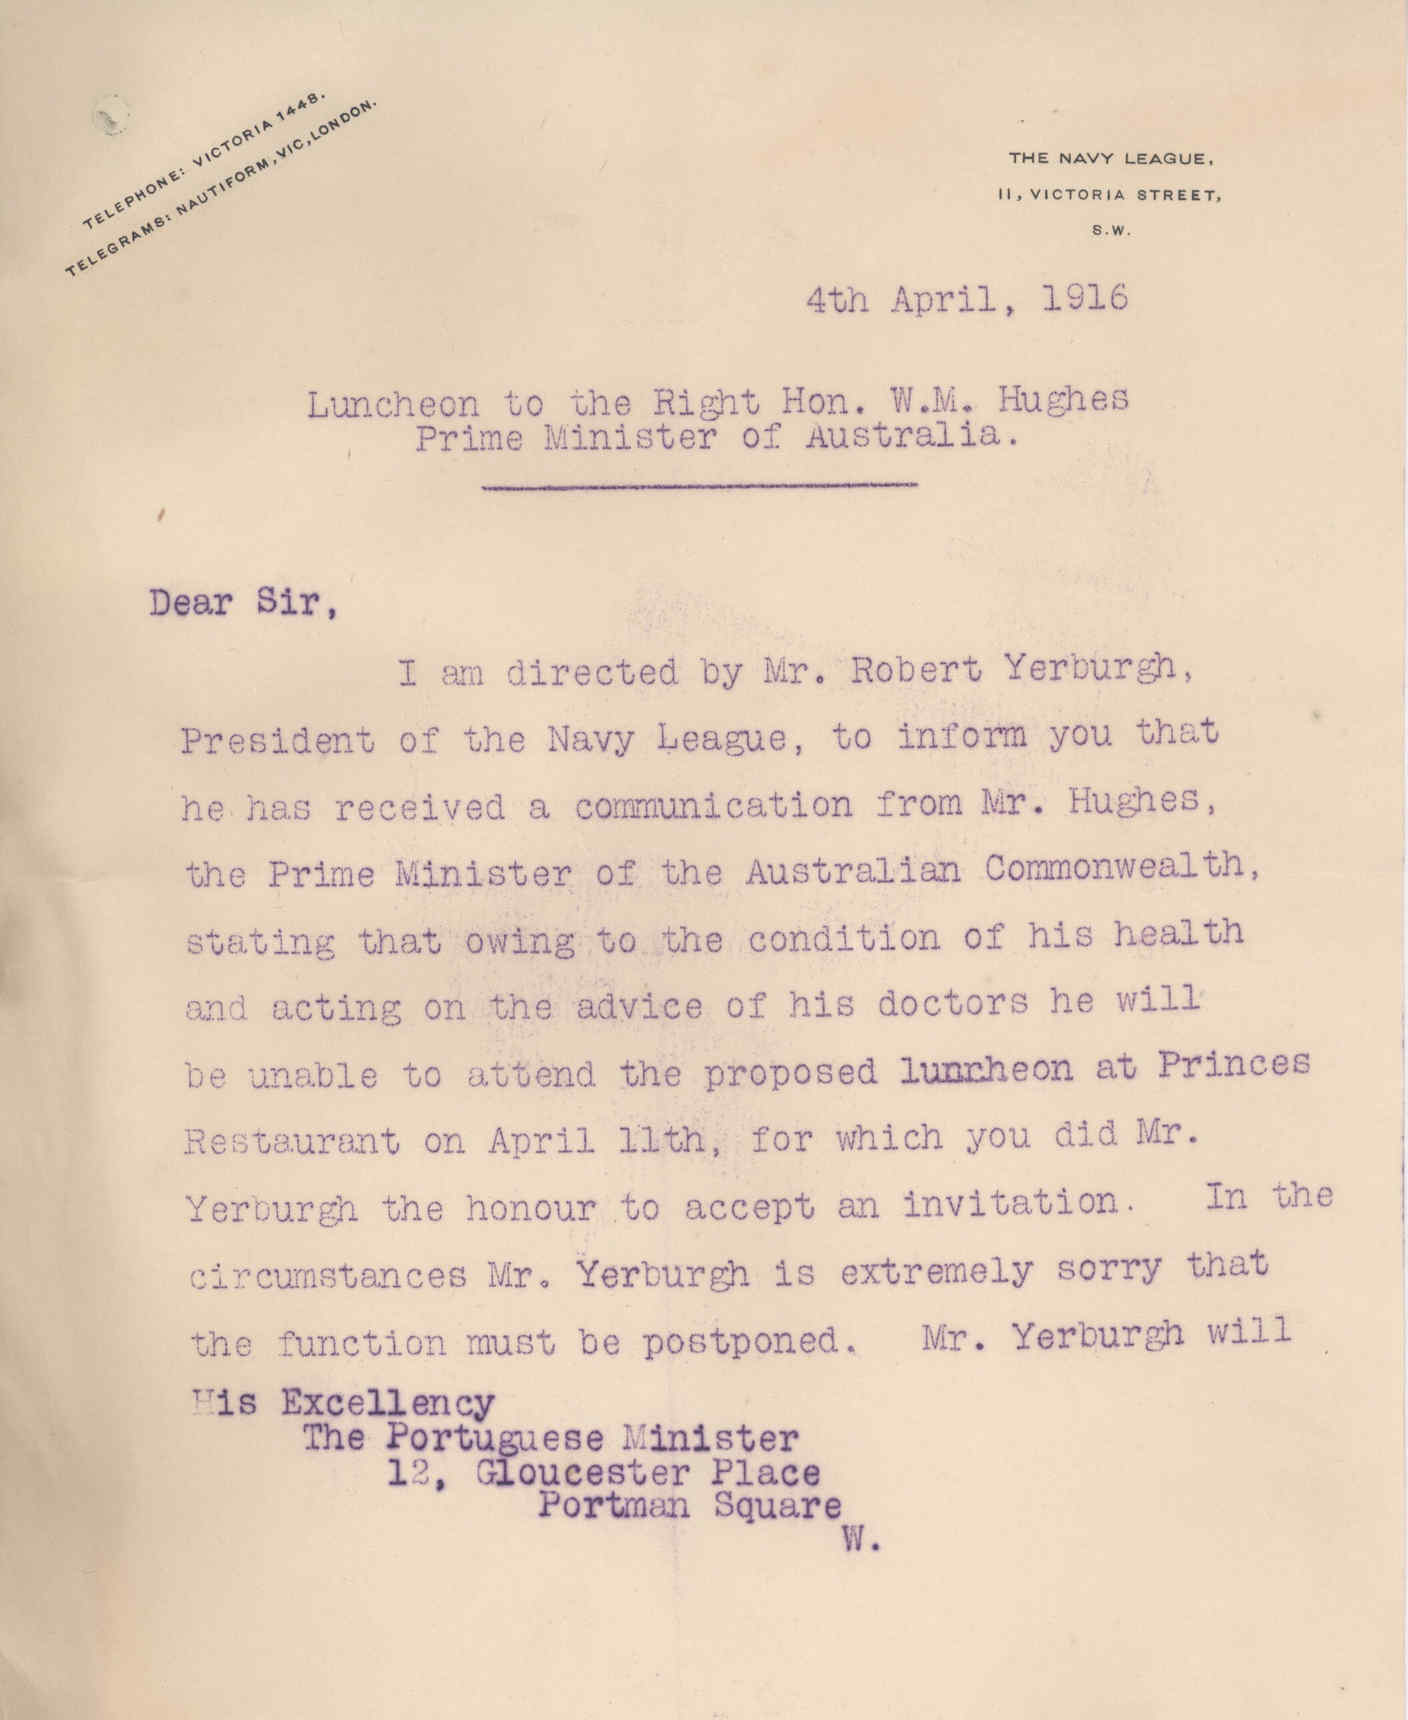 TELEPHONE: VICTORIA 1448.
TELEGRAMS: NAUTIFORM, VIC, LONDON.
THE NAVY LEAGUE,
11, VICTORIA STREET,
S.W.
4th April, 1916
Luncheon to the Right Hon. W.M. Hughes
Prime Minister of Australia.
Dear Sir,
I am directed by Mr. Robert Yerburgh,
President of the Navy League, to inform you that
he has received a communication from Mr. Hughes,
the Prime Minister of the Australian Commonwealth,
stating that owing to the condition of his health
and acting on the advice of his doctors he will
be unable to attend the proposed luncheon at Princes
Restaurant on April 11th, for which you did Mr.
Yerburgh the honour to accept an invitation. In the
circumstances Mr. Yerburgh is extremely sorry that
the function must be postponed. Mr. Yerburgh will
His Excellency
The Portuguese Minister
12, Gloucester Place
Portman Square
W.